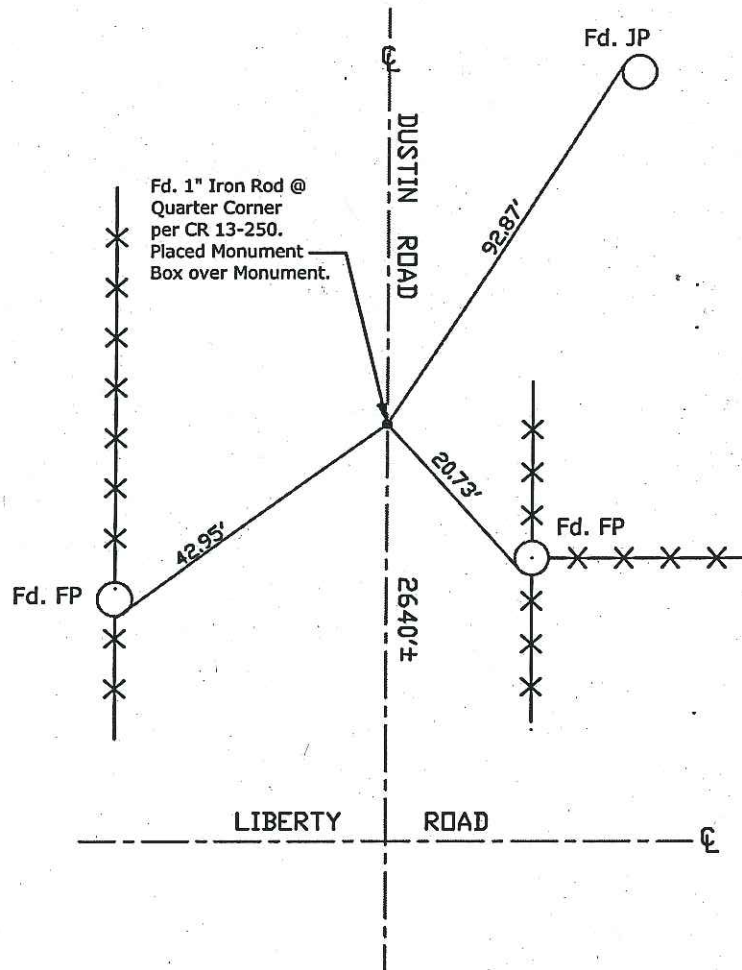 Fd. JP
℄
DUSTIN ROAD
Fd. 1" Iron Rod @
Quarter Corner
per CR 13-250.
Placed Monument
Box over Monument.
92.87'
20.73'
42.95'
Fd. FP
Fd. FP
2640'±
LIBERTY ROAD
℄